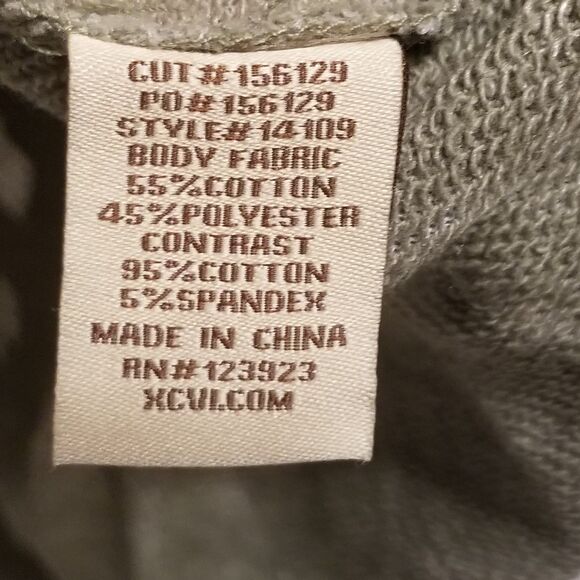 CUT#156129
PO#156129
STYLE#14109
BODY FABRIC
55%COTTON
45%POLYESTER
CONTRAST
95%COTTON
5%SPANDEX
MADE IN CHINA
RN#123923
XCVI.COM